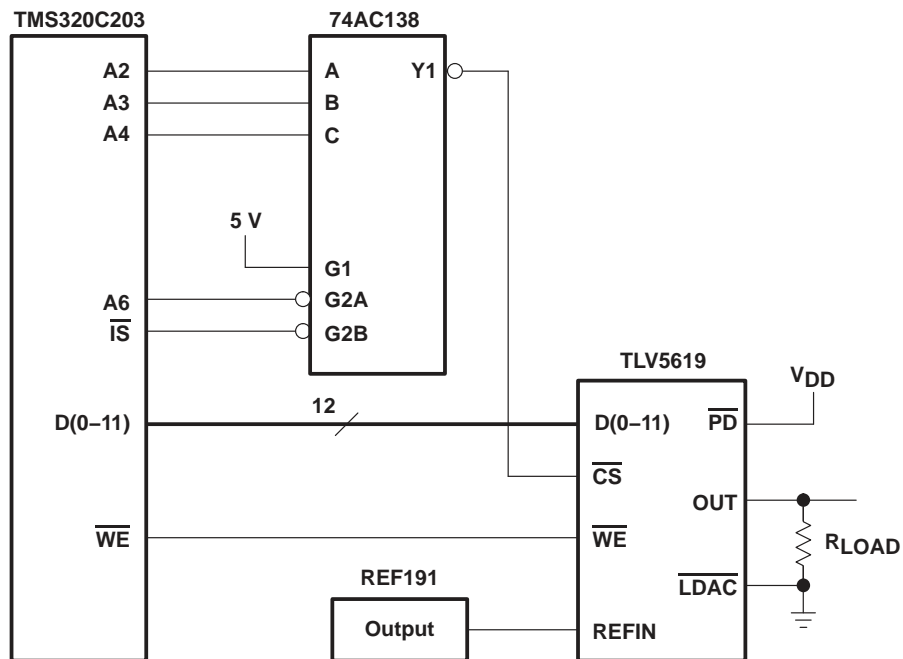 TMS320C203
74AC138
A2
A
Y1
A3
B
A4
C
5 V
G1
A6
G2A
IS
G2B
TLV5619
VDD
12
D(0–11)
D(0–11)
PD
CS
OUT
WE
WE
RLOAD
REF191
LDAC
Output
REFIN